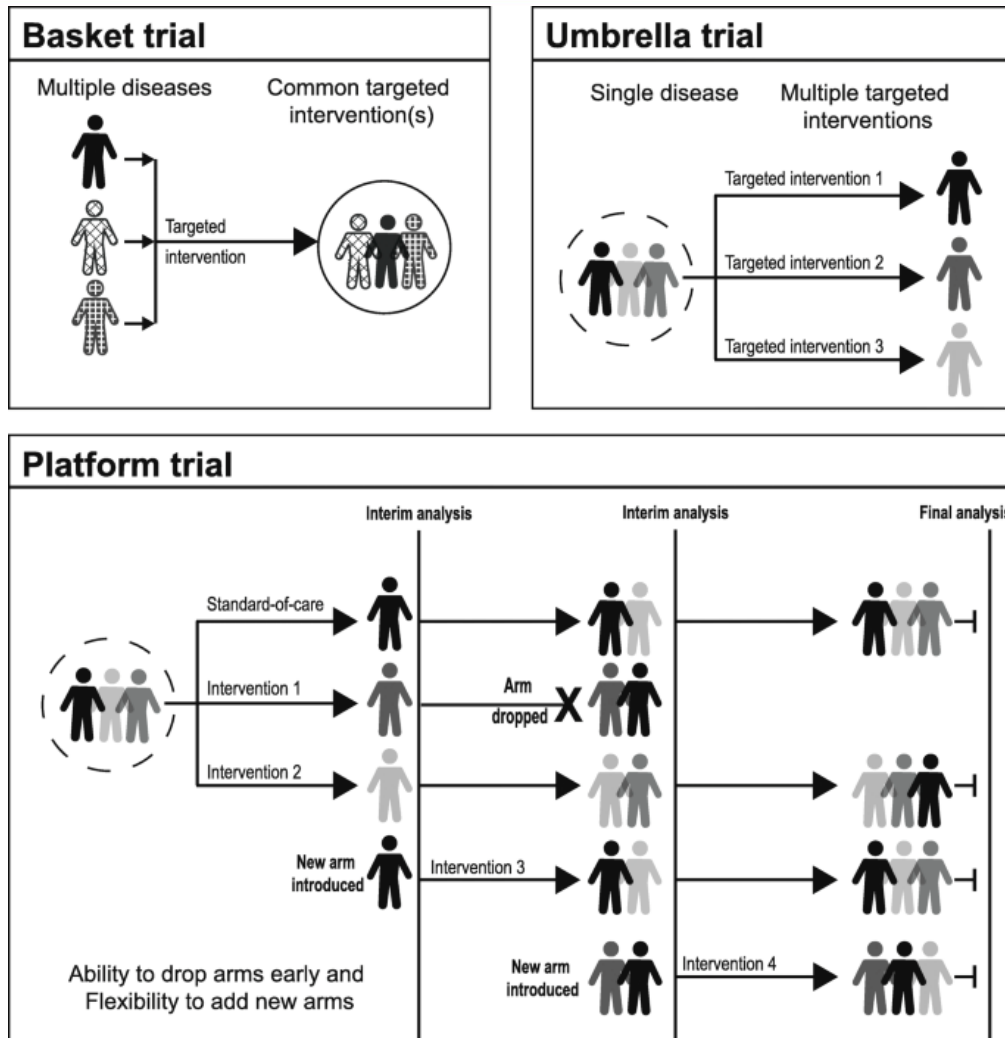 Basket trial
Multiple diseases
Common targeted
intervention(s)
Targeted
intervention
Umbrella trial
Single disease
Multiple targeted
interventions
Targeted intervention 1
Targeted intervention 2
Targeted intervention 3
Platform trial
Interim analysis
Interim analysis
Final analysis
Standard-of-care
Intervention 1
Arm
dropped
X
Intervention 2
New arm
introduced
Intervention 3
New arm
introduced
Intervention 4
Ability to drop arms early and
Flexibility to add new arms